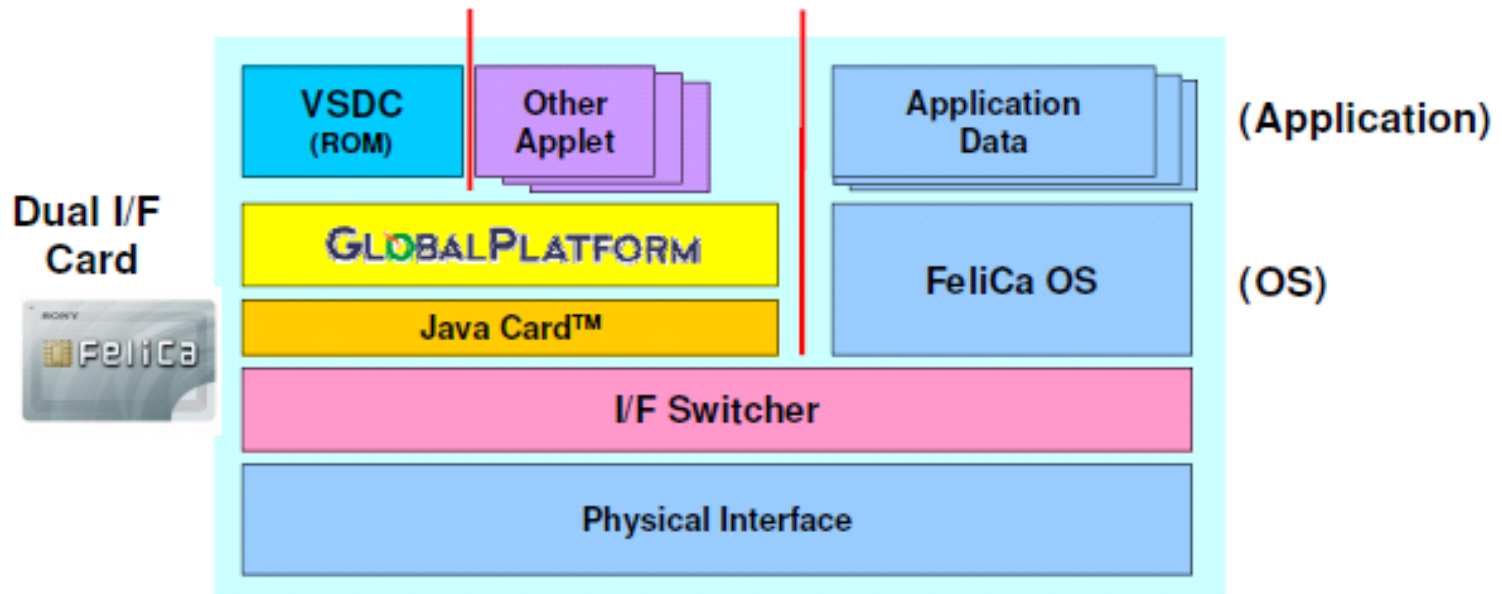 VSDC
(ROM)
Other
Applet
Application
Data
(Application)
Dual I/F
Card
GLOBALPLATFORM
FeliCa OS
(OS)
SONY
FeliCa
Java Card™
I/F Switcher
Physical Interface